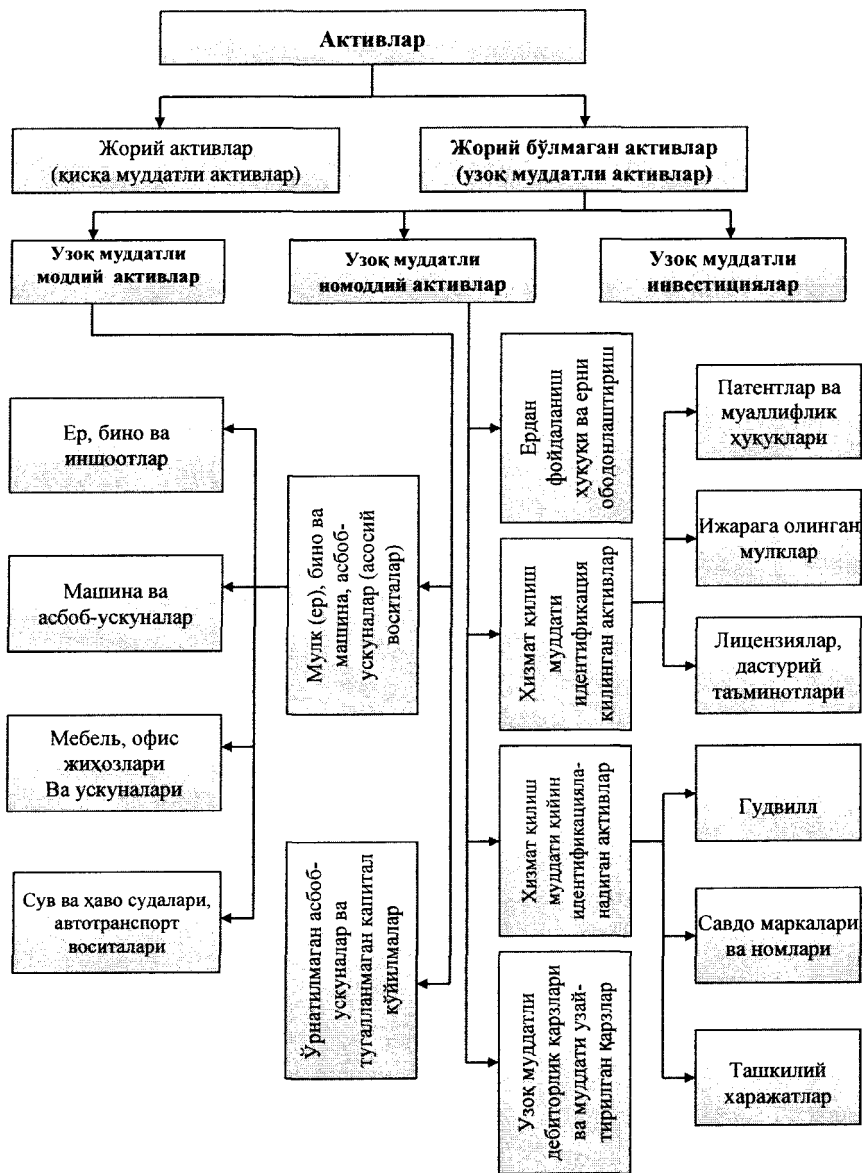 Активлар
Жорий активлар
(қисқа муддатли активлар)
Жорий бўлмаган активлар
(узоқ муддатли активлар)
Узоқ муддатли
моддий активлар
Узоқ муддатли
номоддий активлар
Узоқ муддатли
инвестициялар
Ер, бино ва
иншоотлар
Машина ва
асбоб-ускуналар
Мебель, офис
жиҳозлари
Ва ускуналари
Сув ва ҳаво судалари,
автотранспорт
воситалари
Мулк (ер), бино ва
машина, асбоб-
ускуналар (асосий
воситалар)
Ўрнатилмаган асбоб-
ускуналар ва
тугалланмаган капитал
қўйилмалар
Ердан
фойдаланиш
ҳуқуқи ва ерни
ободонлаштириш
Хизмат қилиш
муддати
идентификация
қилинган активлар
Хизмат қилиш
муддати қийин
идентификацияла-
надиган активлар
Узоқ муддатли
дебиторлик қарзлари
ва муддати узай-
тирилган қарзлар
Патентлар ва
муаллифлик
ҳуқуқлари
Ижарага олинган
мулклар
Лицензиялар,
дастурий
таъминотлари
Гудвилл
Савдо маркалари
ва номлари
Ташкилий
харажатлар